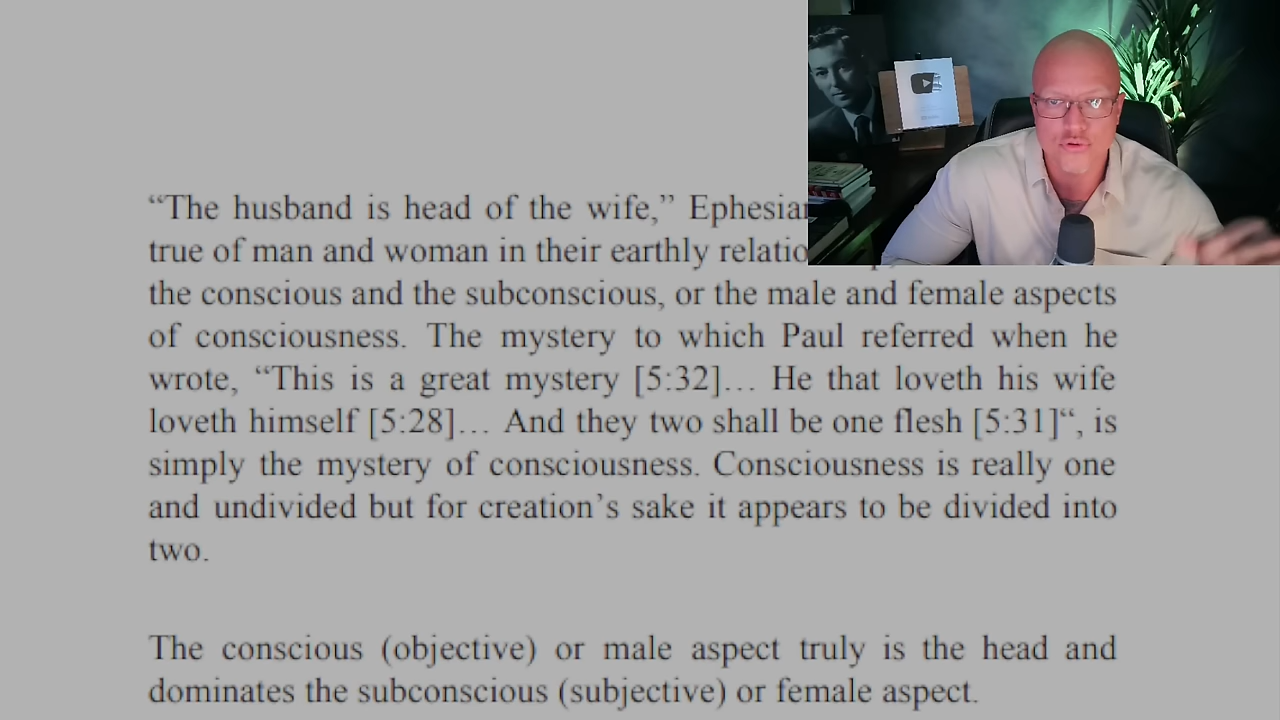 “The husband is head of the wife,”
true of man and woman in their earthly
the conscious and the subconscious, or the male and female aspects
of consciousness. The mystery to which Paul referred when he
wrote, “This is a great mystery [5:32]… He that loveth his wife
loveth himself [5:28]… And they two shall be one flesh [5:31]“, is
simply the mystery of consciousness. Consciousness is really one
and undivided but for creation’s sake it appears to be divided into
two.
The conscious (objective) or male aspect truly is the head and
dominates the subconscious (subjective) or female aspect.